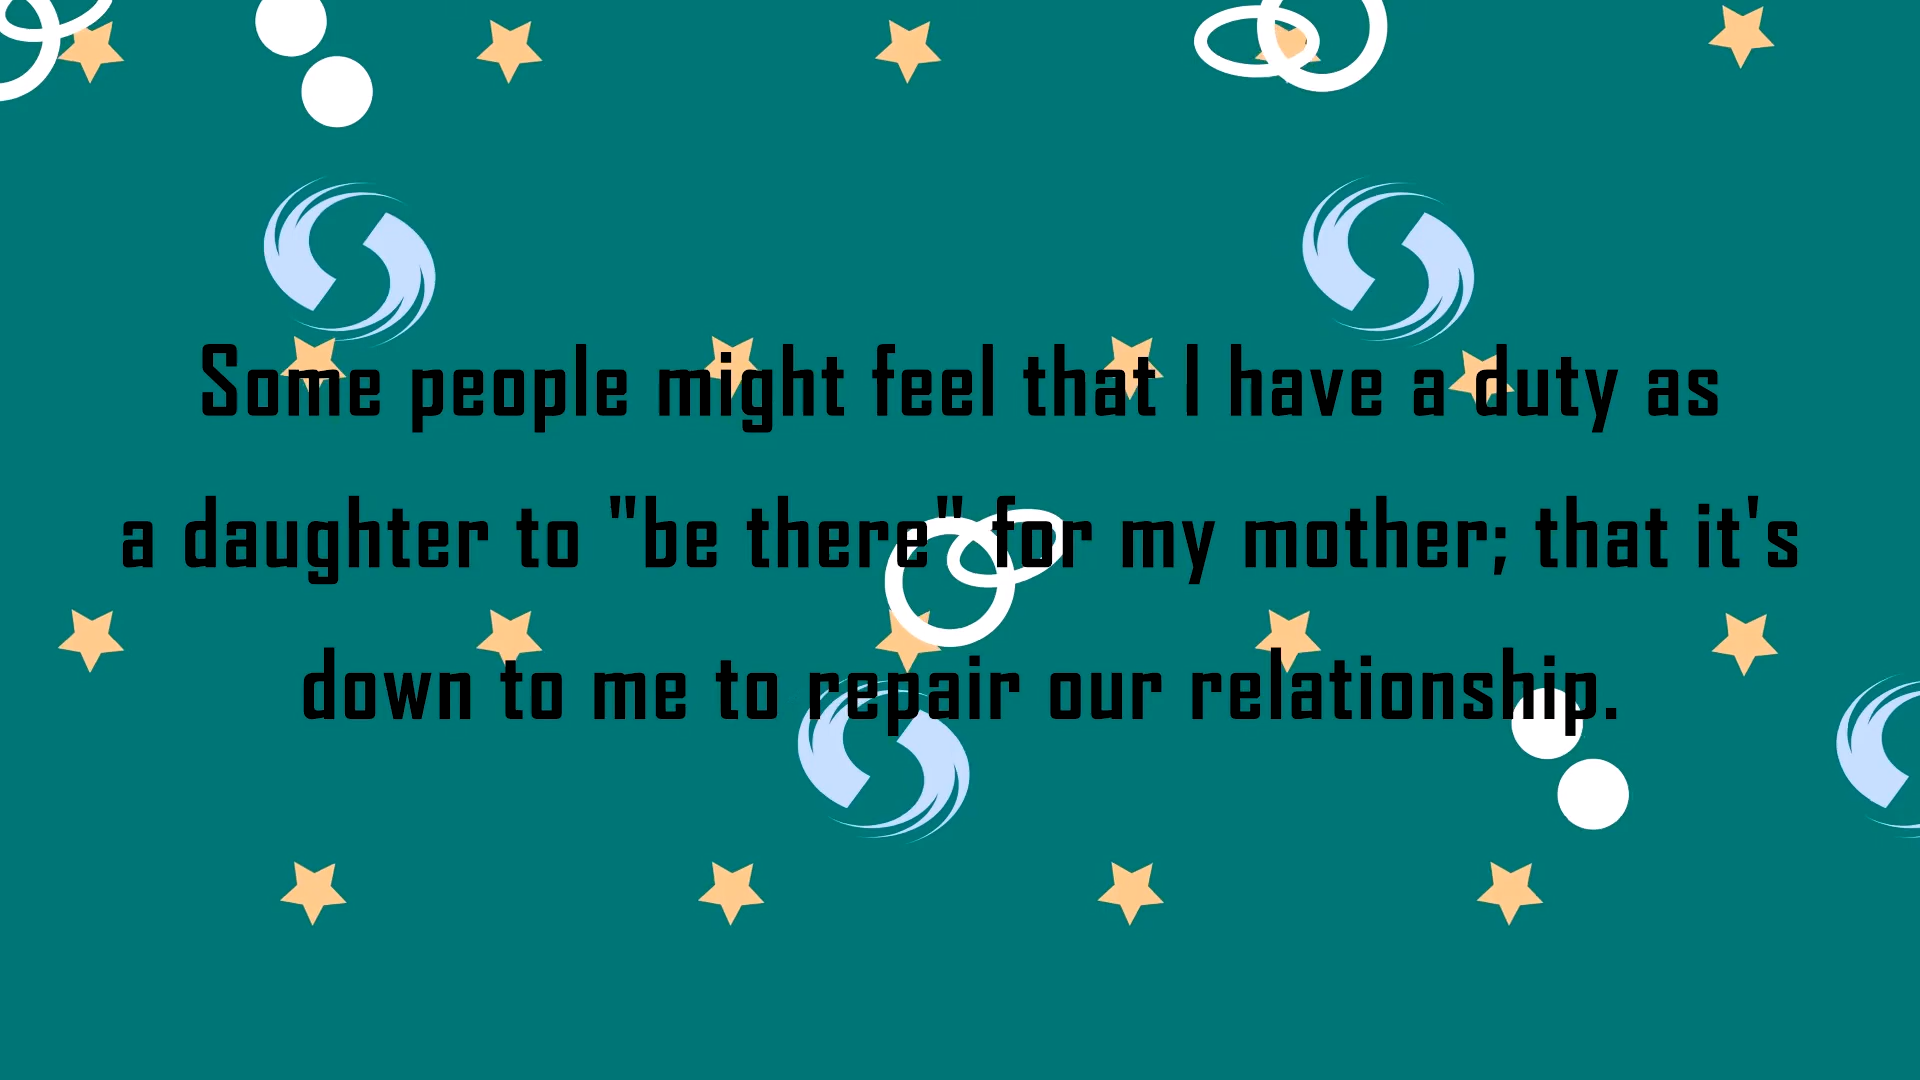 Some people might feel that I have a duty as
a daughter to "be there" for my mother; that it's
down to me to repair our relationship.